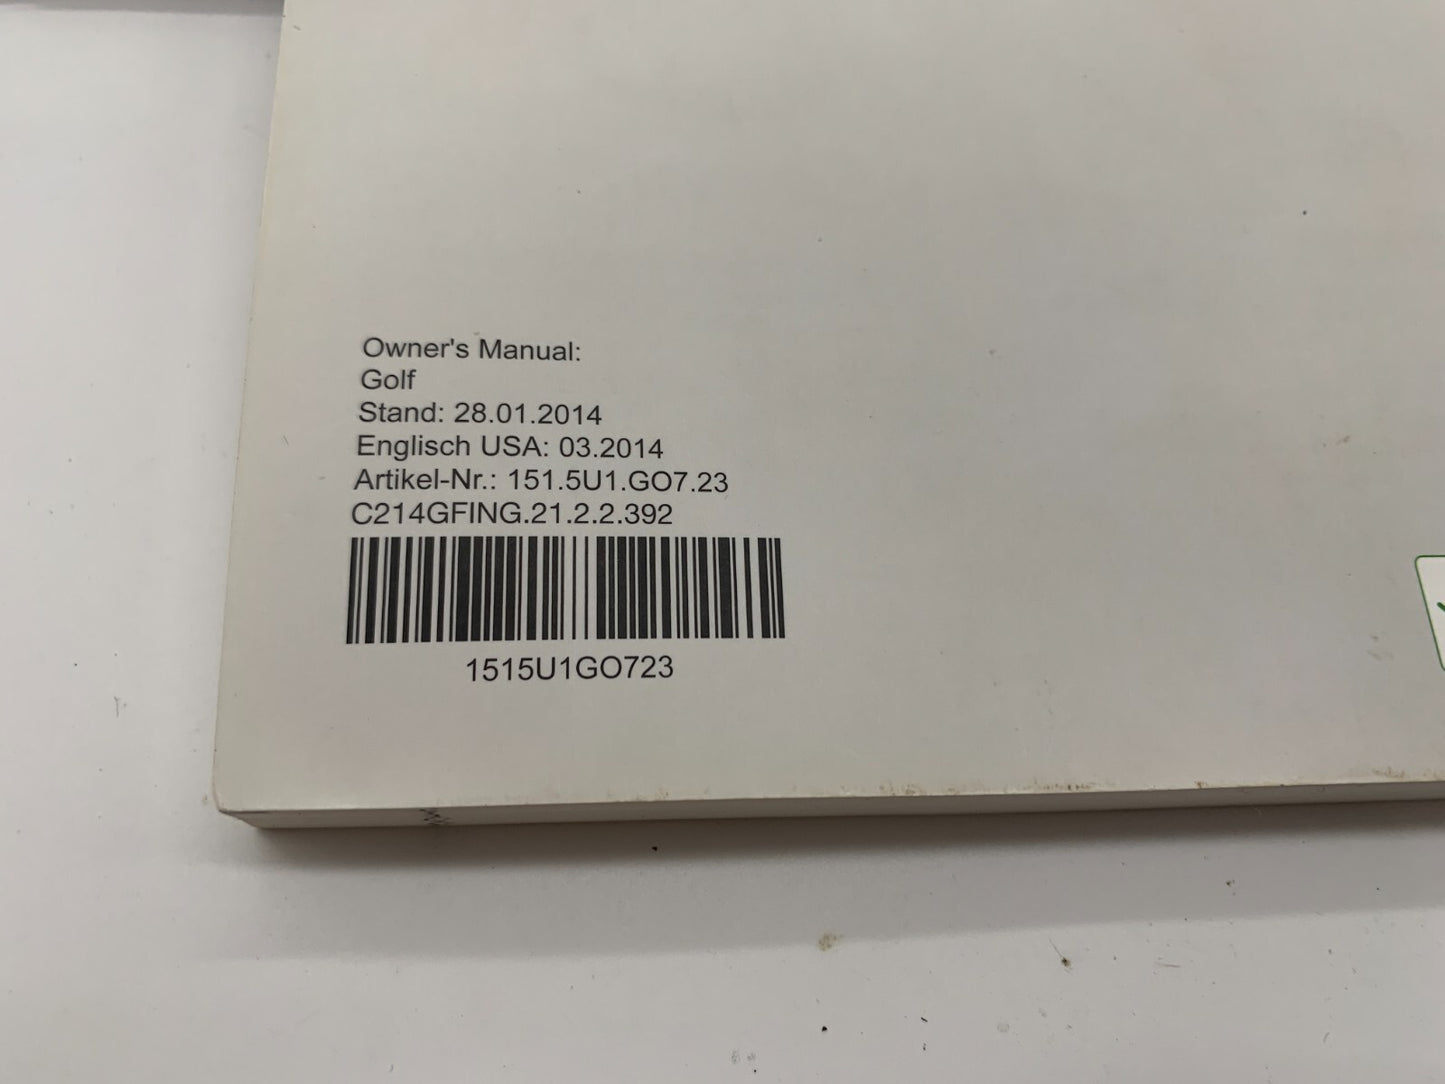 Owner's Manual:
Golf
Stand: 28.01.2014
Englisch USA: 03.2014
Artikel-Nr.: 151.5U1.GO7.23
C214GFING.21.2.2.392
1515U1GO723